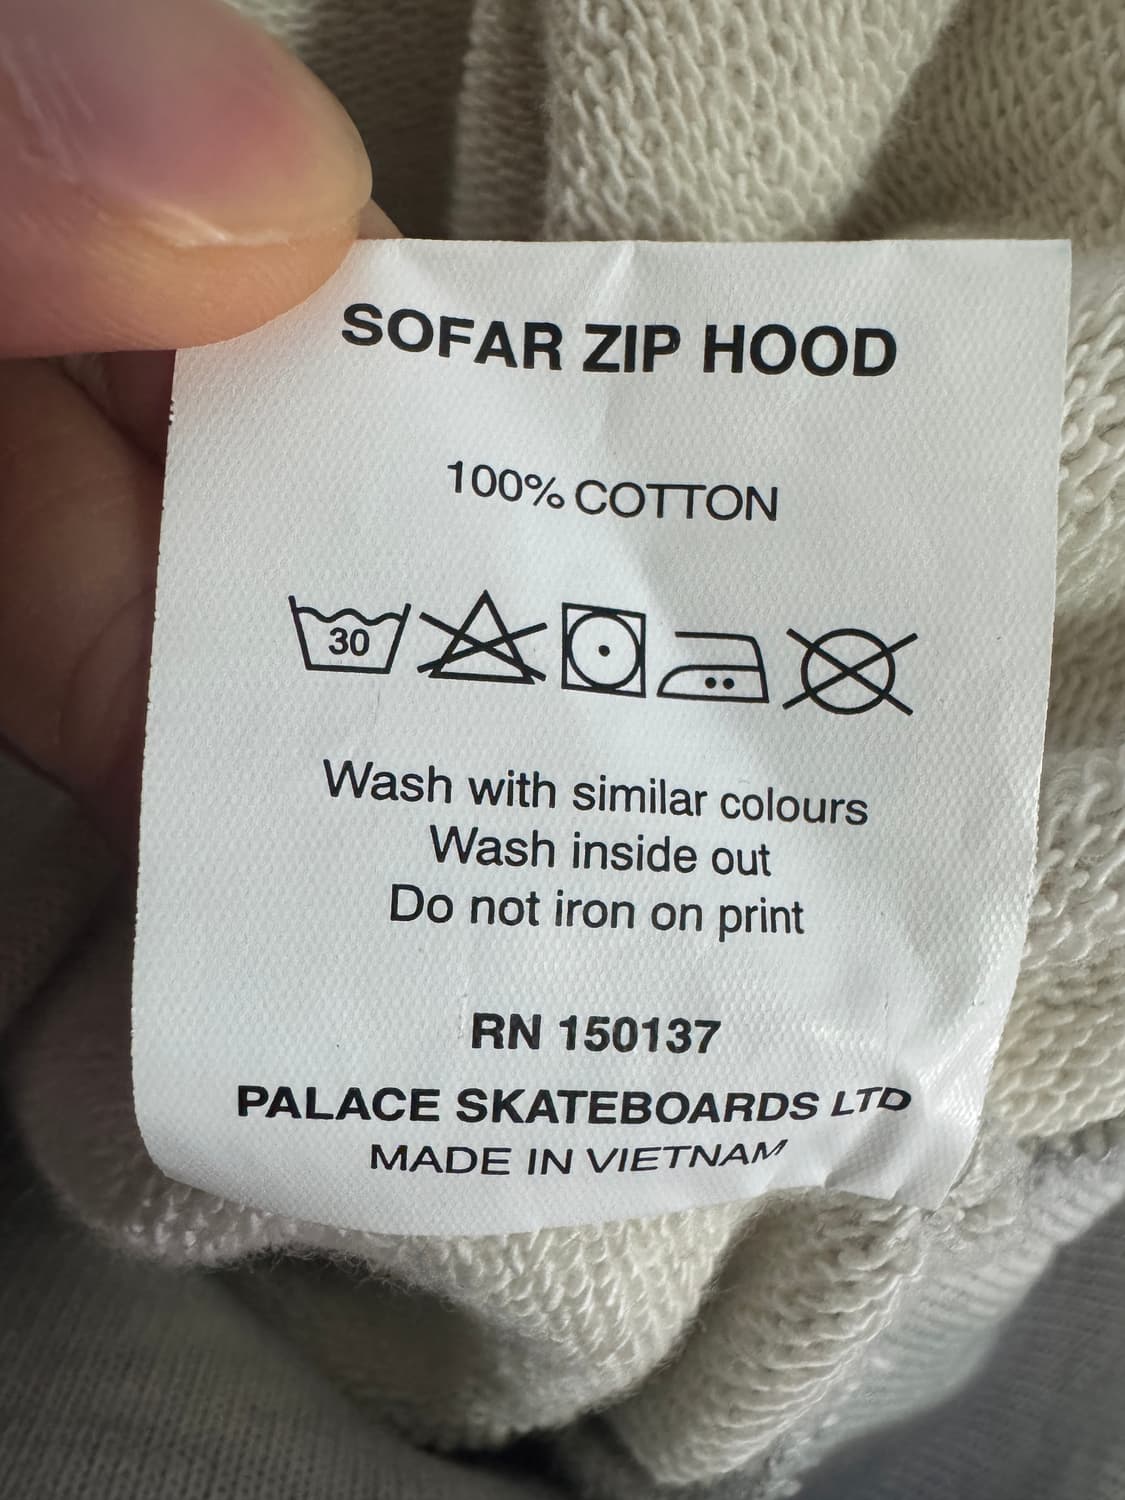 SOFAR ZIP HOOD
100% COTTON
30
Wash with similar colours
Wash inside out
Do not iron on print
RN 150137
PALACE SKATEBOARDS LTD
MADE IN VIETNAM